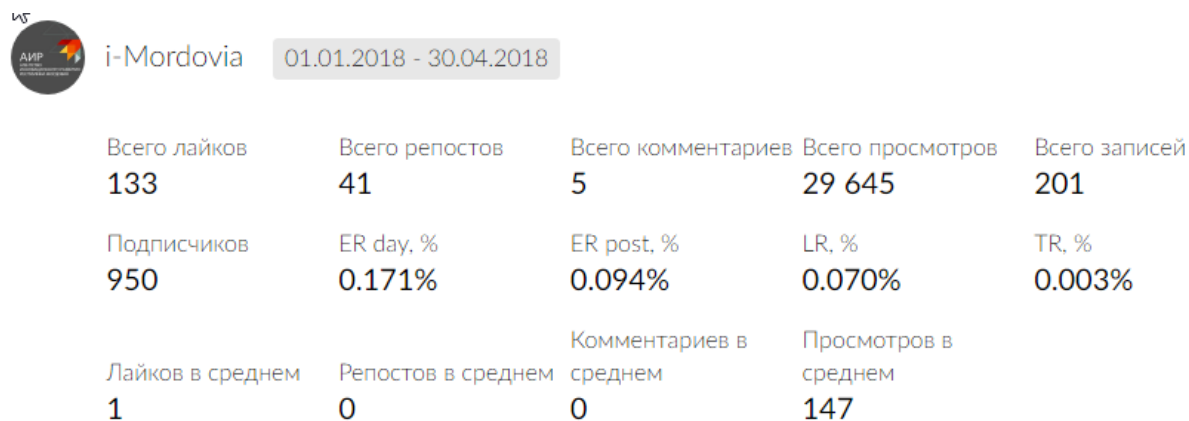 АИР
i-Mordovia 01.01.2018 - 30.04.2018
Всего лайков Всего репостов Всего комментариев Всего просмотров Всего записей
133 41 5 29 645 201
Подписчиков ER day, % ER post, % LR, % TR, %
950 0.171% 0.094% 0.070% 0.003%
Комментариев в Просмотров в
Лайков в среднем Репостов в среднем среднем среднем
1 0 0 147